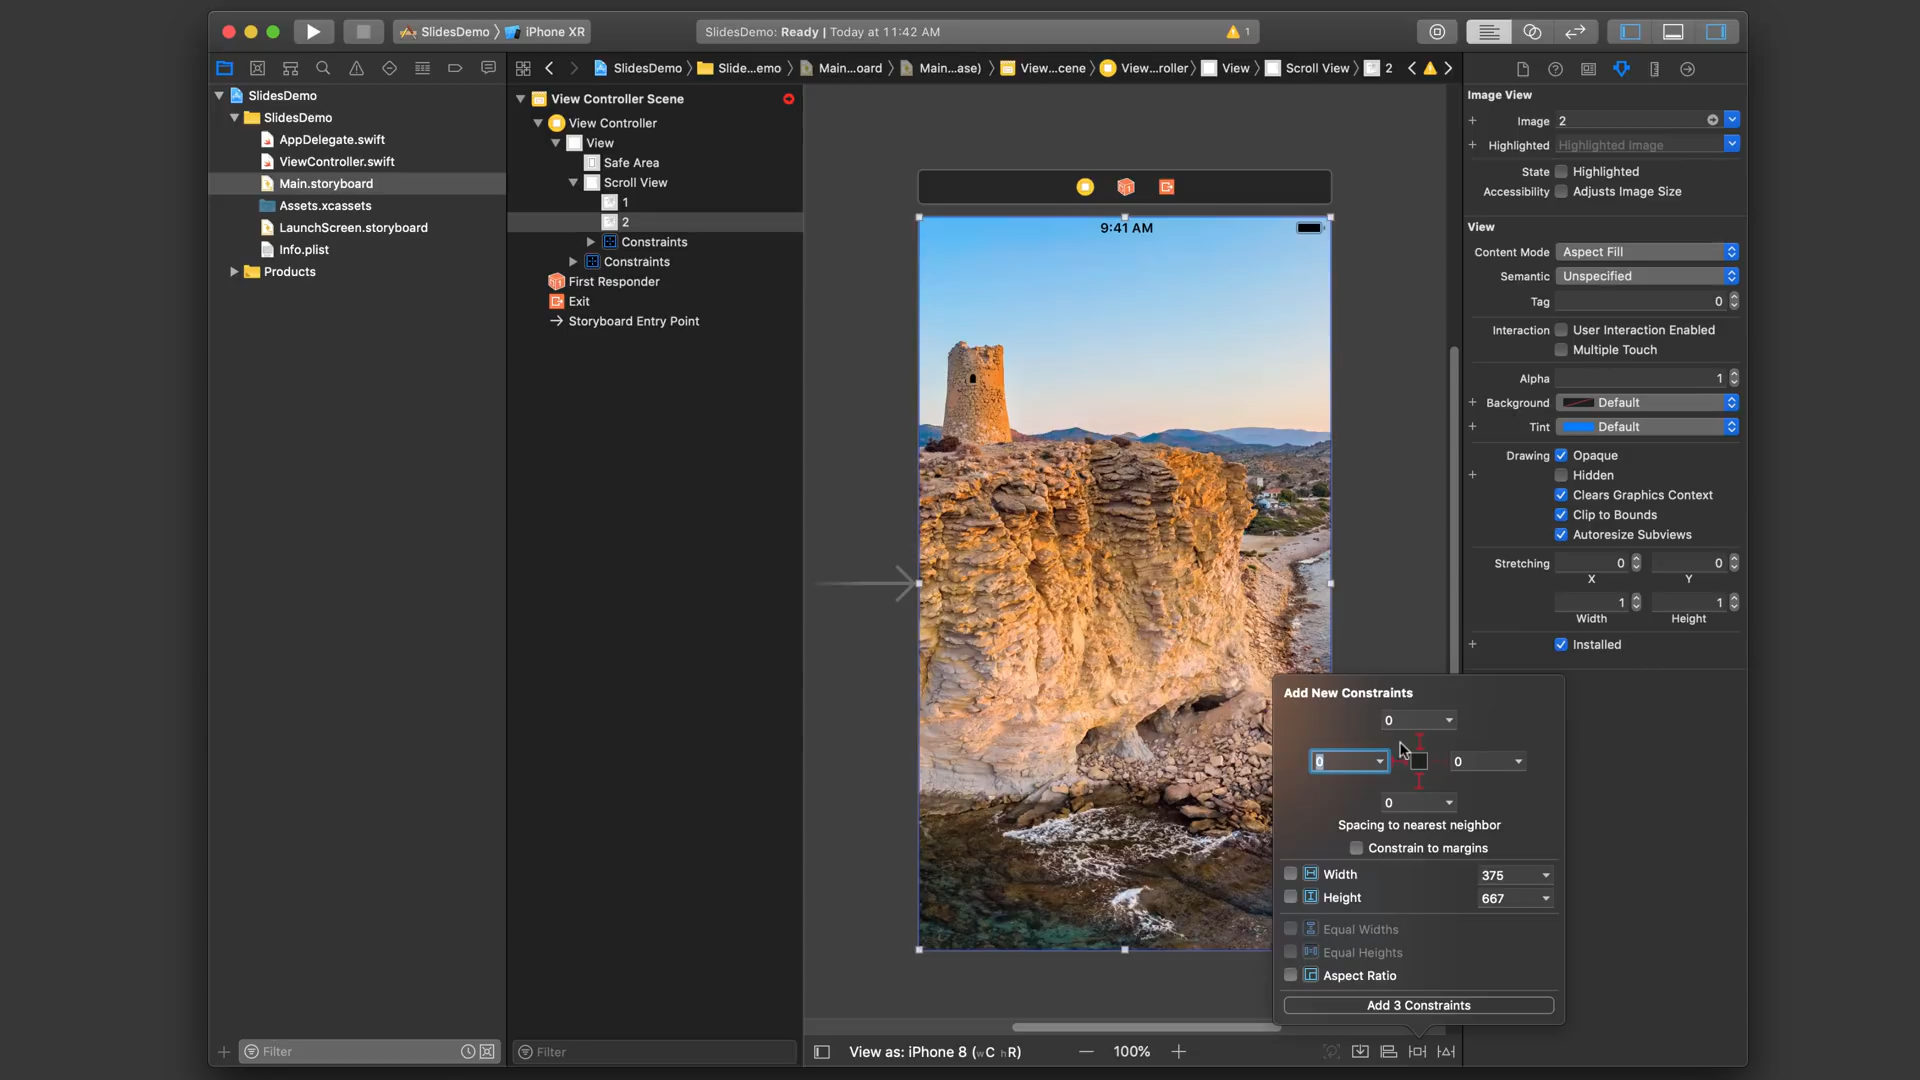 SlidesDemo
iPhone XR
SlidesDemo: Ready | Today at 11:42 AM
1
SlidesDemo
Slide...emo
Main...oard
Main...ase)
View...cene
View...roller
View
Scroll View
2
SlidesDemo
SlidesDemo
AppDelegate.swift
ViewController.swift
Main.storyboard
Assets.xcassets
LaunchScreen.storyboard
Info.plist
Products
View Controller Scene
View Controller
View
Safe Area
Scroll View
1
2
Constraints
Constraints
First Responder
Exit
Storyboard Entry Point
9:41 AM
Image View
Image 2
Highlighted Highlighted Image
State Highlighted
Accessibility Adjusts Image Size
View
Content Mode Aspect Fill
Semantic Unspecified
Tag 0
Interaction User Interaction Enabled
Multiple Touch
Alpha 1
Background Default
Tint Default
Drawing Opaque
Hidden
Clears Graphics Context
Clip to Bounds
Autoresize Subviews
Stretching 0 0
X Y
1 1
Width Height
Installed
Add New Constraints
0
0 0
0
Spacing to nearest neighbor
Constrain to margins
Width 375
Height 667
Equal Widths
Equal Heights
Aspect Ratio
Add 3 Constraints
Filter
Filter
View as: iPhone 8 (wC hR)
100%